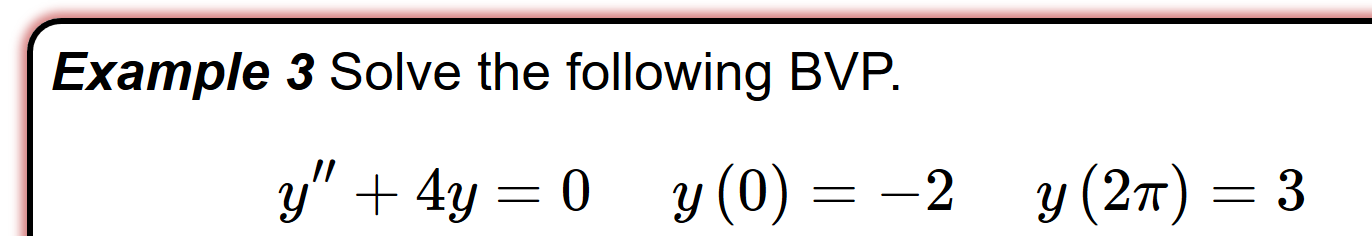 Example 3 Solve the following BVP.
y″ + 4y = 0 y (0) = −2 y (2π) = 3